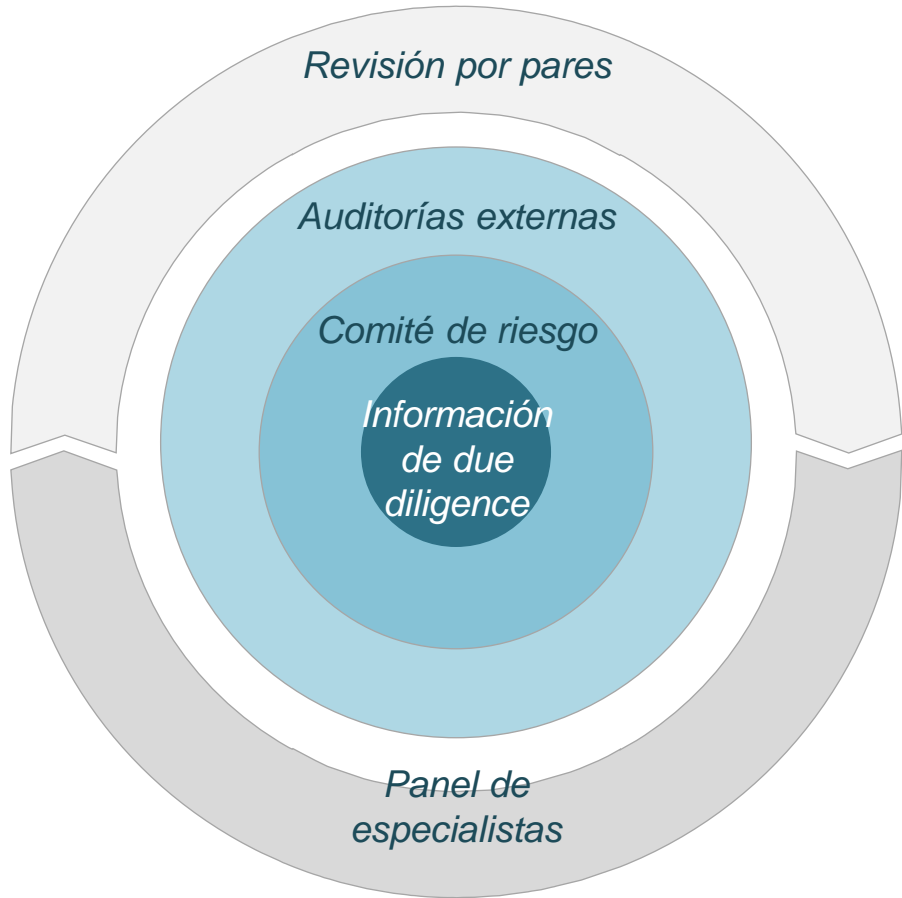 Revisión por pares
Auditorías externas
Comité de riesgo
Información
de due
diligence
Panel de
especialistas